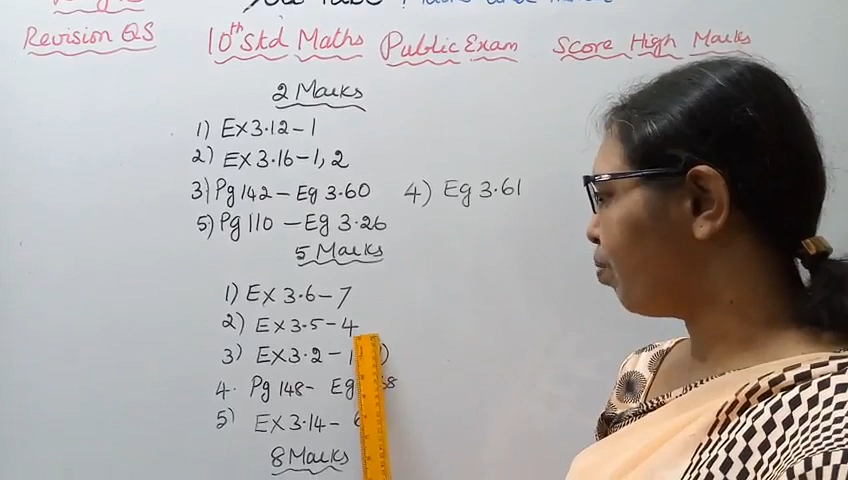 Revision QS
10th Std Maths Public Exam Score High Marks
2 Marks
1) Ex 3.12-1
2) Ex 3.16-1, 2
3) Pg 142 - Eg 3.60 4) Eg 3.61
5) Pg 110 - Eg 3.26
5 Marks
1) Ex 3.6-7
2) Ex 3.5-4
3) Ex 3.2-
4. Pg 148- Eg
5) Ex 3.14-
8 Marks